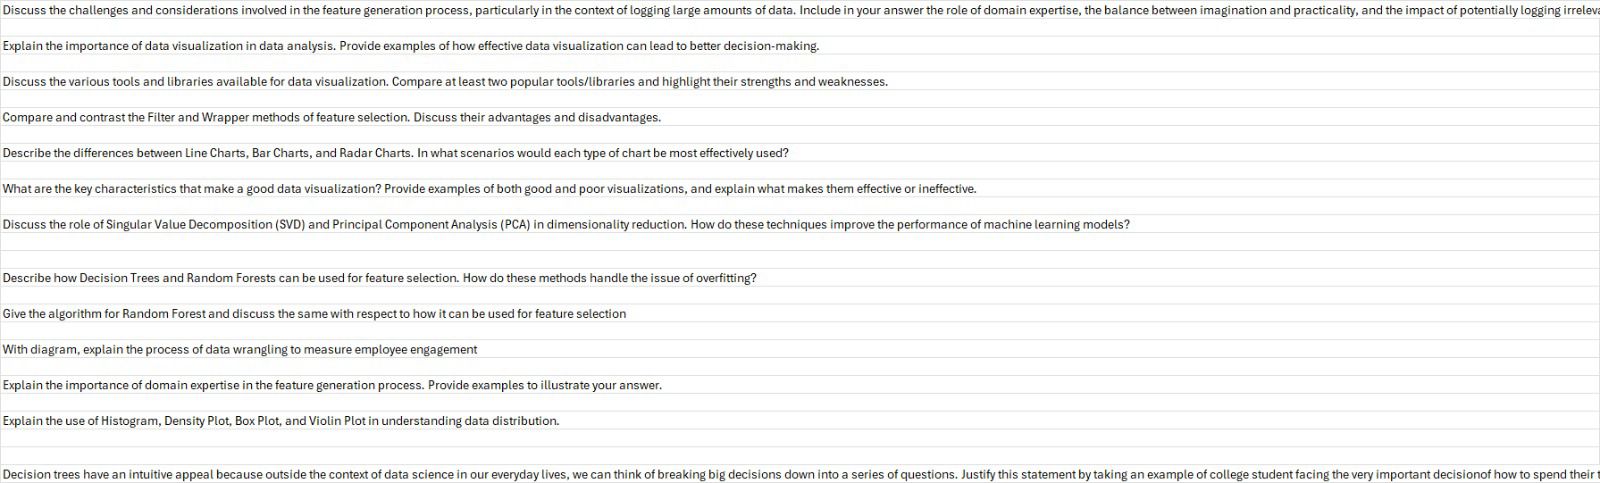 Discuss the challenges and considerations involved in the feature generation process, particularly in the context of logging large amounts of data. Include in your answer the role of domain expertise, the balance between imagination and practicality, and the impact of potentially logging
Explain the importance of data visualization in data analysis. Provide examples of how effective data visualization can lead to better decision-making.
Discuss the various tools and libraries available for data visualization. Compare at least two popular tools/libraries and highlight their strengths and weaknesses.
Compare and contrast the Filter and Wrapper methods of feature selection. Discuss their advantages and disadvantages.
Describe the differences between Line Charts, Bar Charts, and Radar Charts. In what scenarios would each type of chart be most effectively used?
What are the key characteristics that make a good data visualization? Provide examples of both good and poor visualizations, and explain what makes them effective or ineffective.
Discuss the role of Singular Value Decomposition (SVD) and Principal Component Analysis (PCA) in dimensionality reduction. How do these techniques improve the performance of machine learning models?
Describe how Decision Trees and Random Forests can be used for feature selection. How do these methods handle the issue of overfitting?
Give the algorithm for Random Forest and discuss the same with respect to how it can be used for feature selection
With diagram, explain the process of data wrangling to measure employee engagement
Explain the importance of domain expertise in the feature generation process. Provide examples to illustrate your answer.
Explain the use of Histogram, Density Plot, Box Plot, and Violin Plot in understanding data distribution.
Decision trees have an intuitive appeal because outside the context of data science in our everyday lives, we can think of breaking big decisions down into a series of questions. Justify this statement by taking an example of college student facing the very important decisionof how to spend their